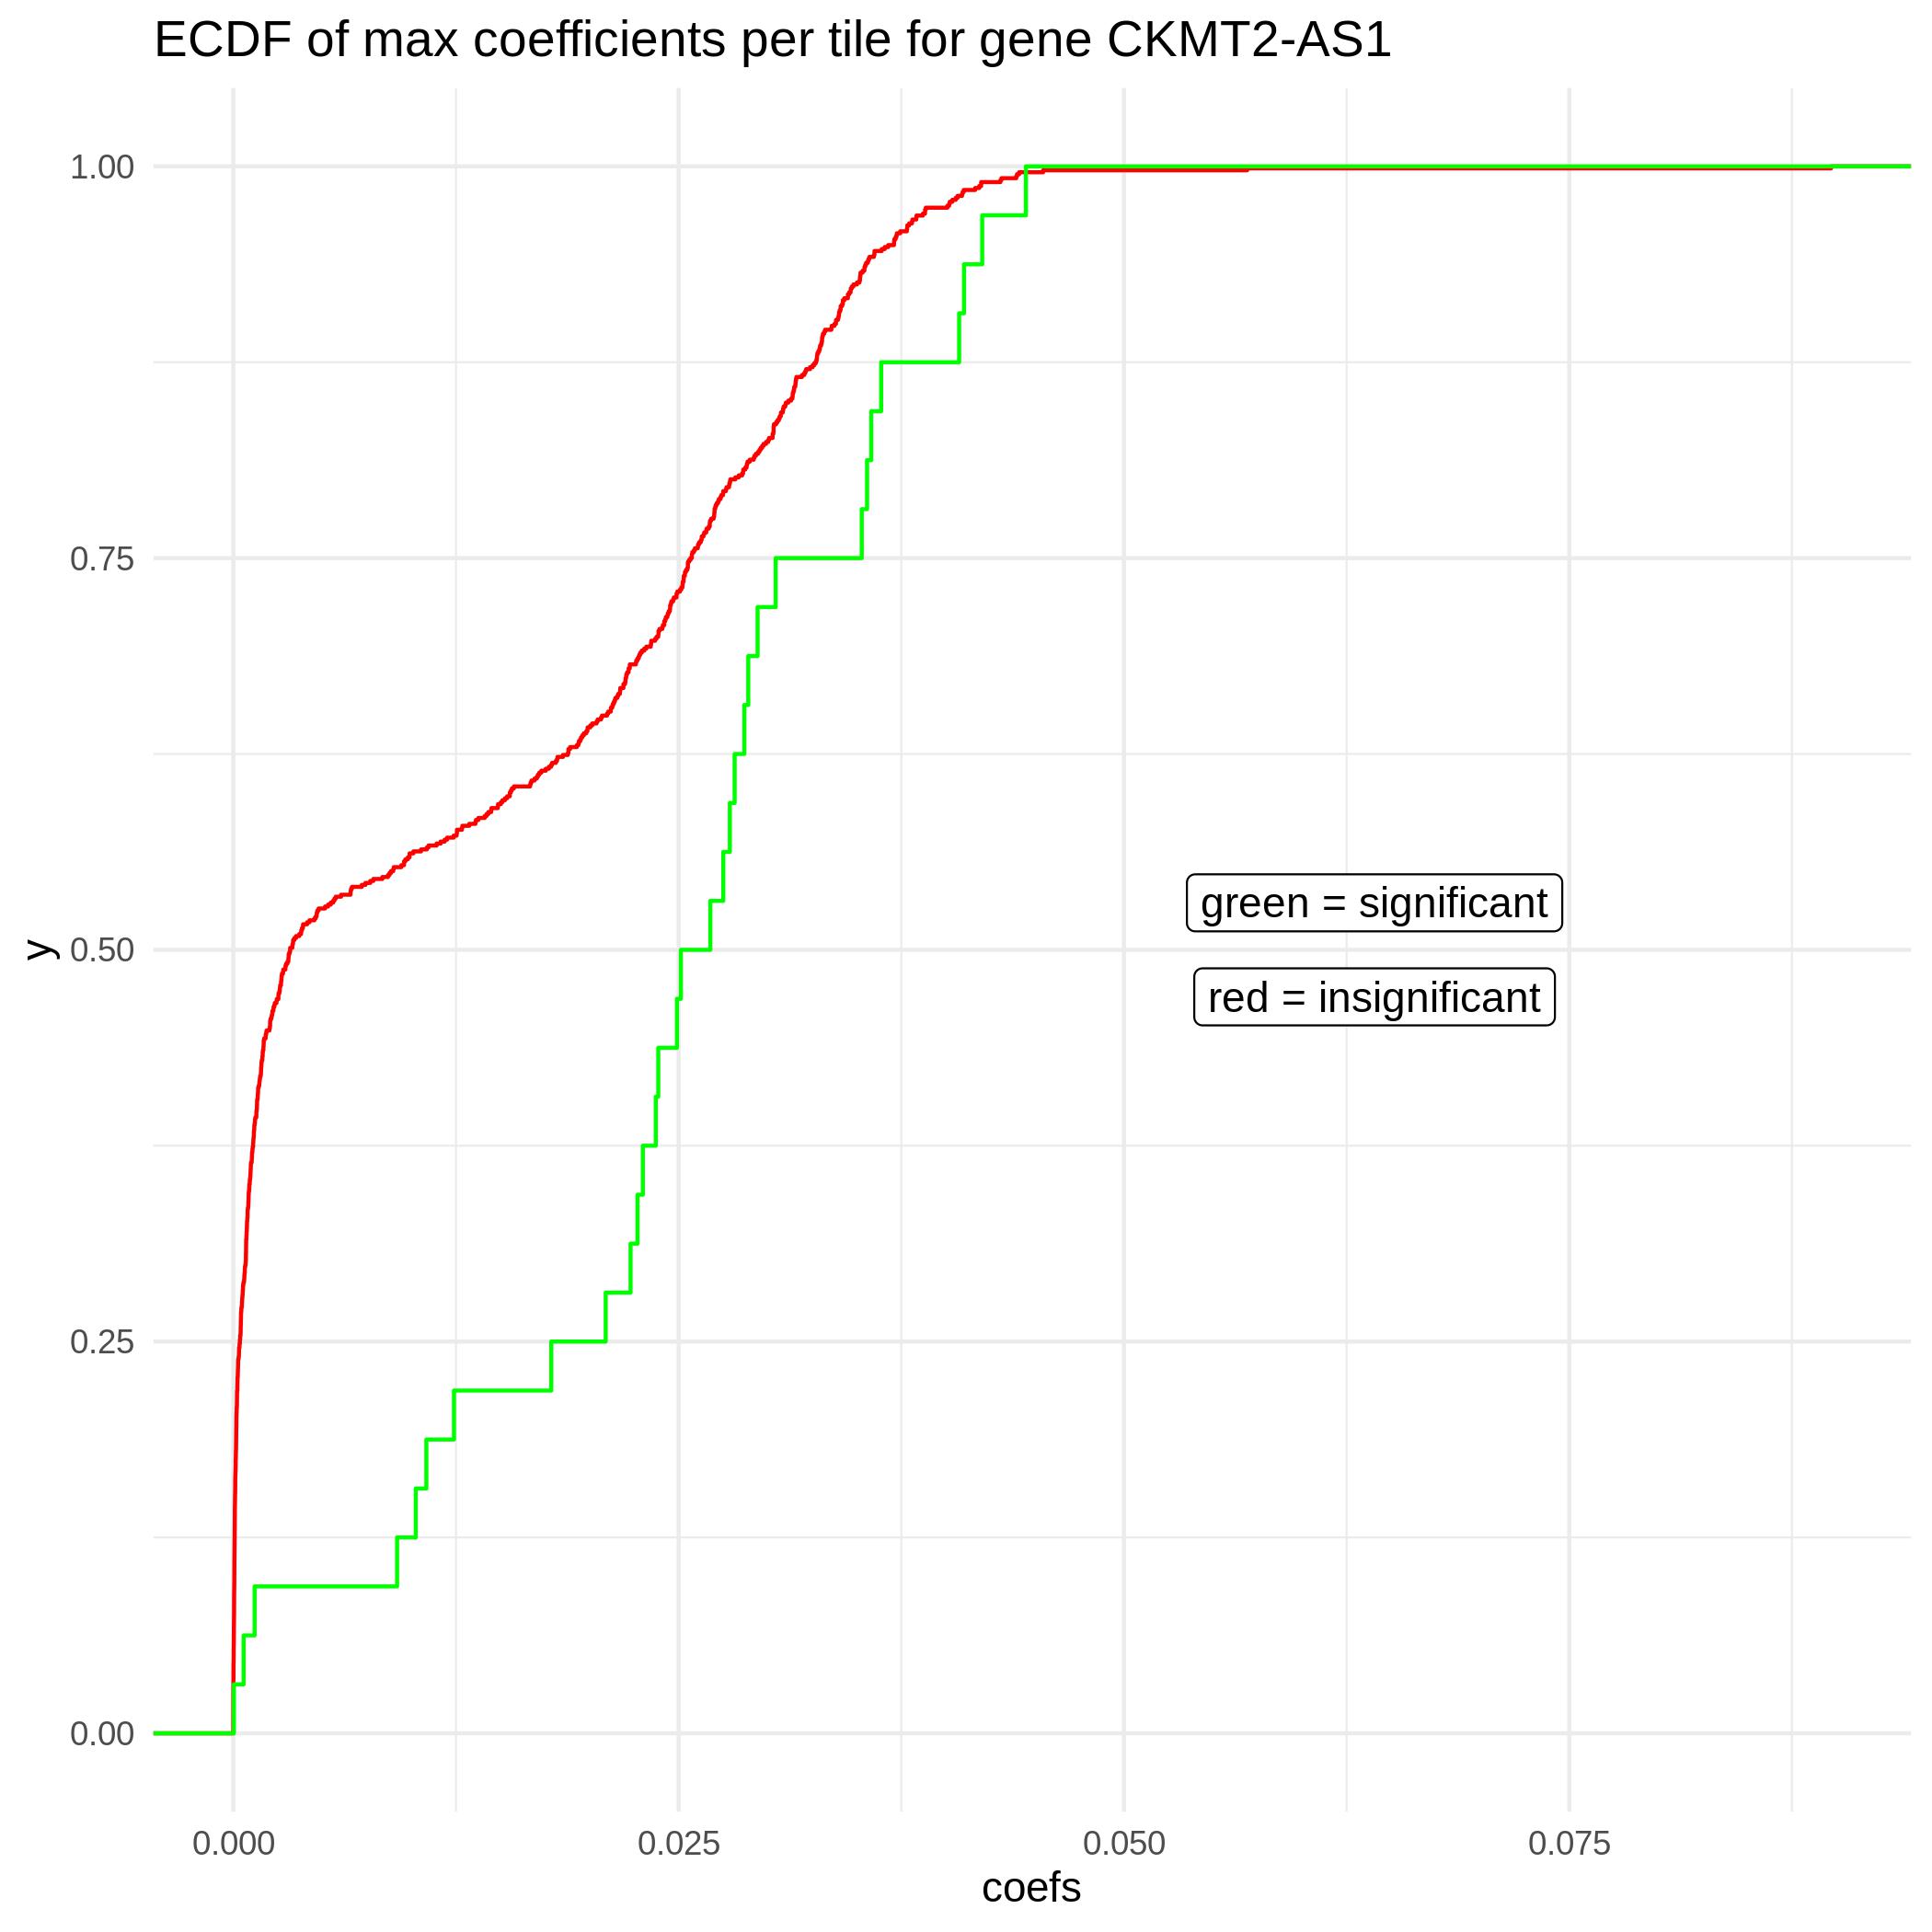 ECDF of max coefficients per tile for gene CKMT2-AS1
1.00
0.75
0.50
0.25
0.00
y
green = significant
red = insignificant
0.000
0.025
0.050
0.075
coefs